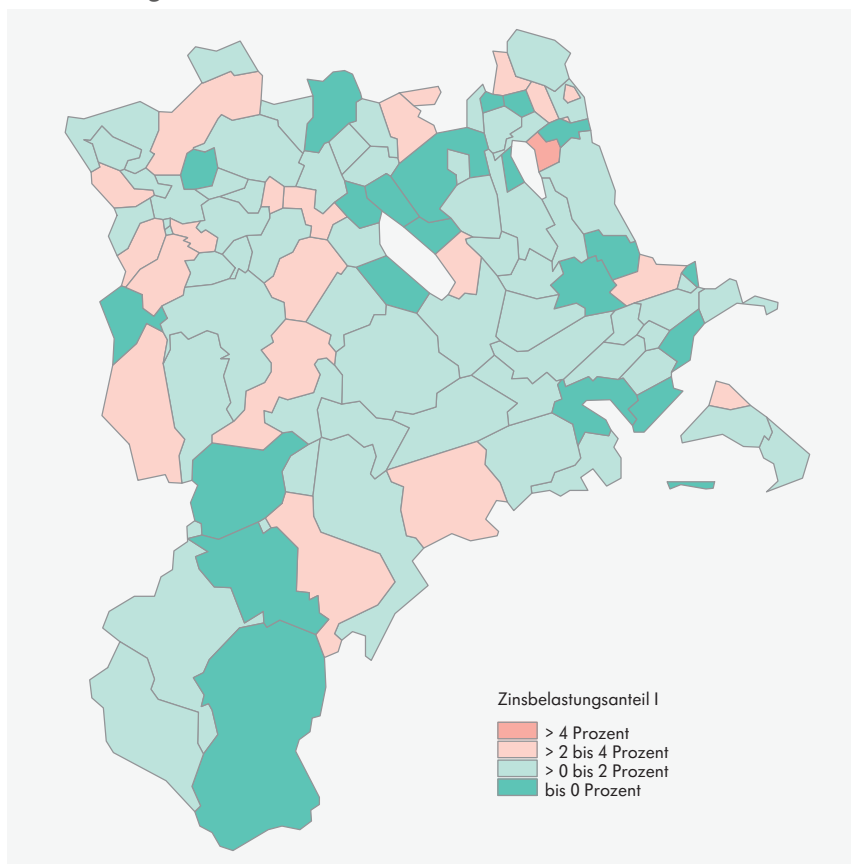 Zinsbelastungsanteil I
> 4 Prozent
> 2 bis 4 Prozent
> 0 bis 2 Prozent
bis 0 Prozent